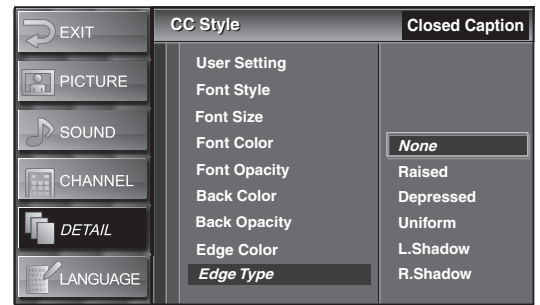 EXIT
PICTURE
SOUND
CHANNEL
DETAIL
LANGUAGE
CC Style
Closed Caption
User Setting
Font Style
Font Size
Font Color
Font Opacity
Back Color
Back Opacity
Edge Color
Edge Type
None
Raised
Depressed
Uniform
L.Shadow
R.Shadow